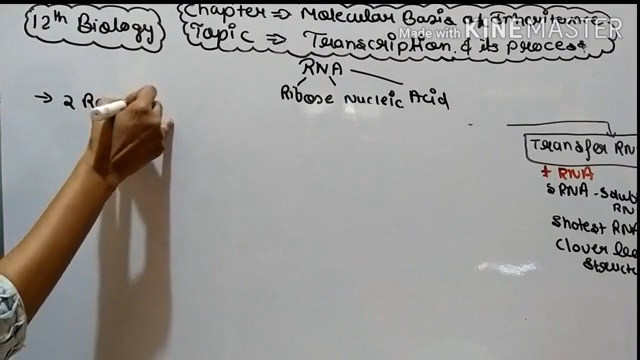 12th Biology
Chapter ⇒ Molecular Basis of Inheritance
Topic ⇒ Transcription & its process
Made with KINEMASTER
RNA
Ribose Nucleic Acid
→ 2
Transfer RN
t RNA
sRNA - Solub
RN
Shotest RNA
Clover lea
structu